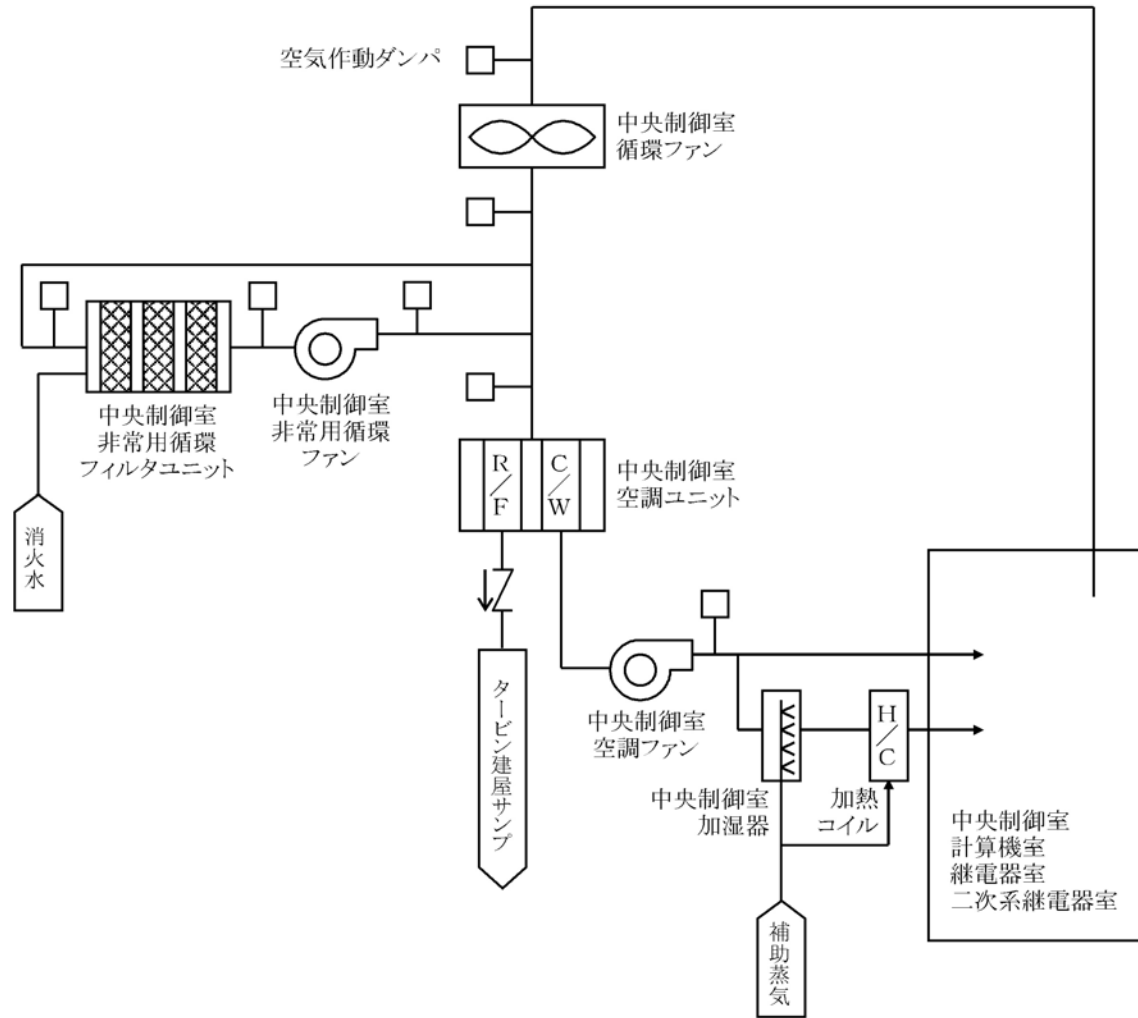 空気作動ダンパ
中央制御室
循環ファン
中央制御室
非常用循環
フィルタユニット
中央制御室
非常用循環
ファン
R/F
C/W
中央制御室
空調ユニット
消火水
タービン建屋サンプ
中央制御室
空調ファン
中央制御室
加湿器
H/C
加熱
コイル
補助蒸気
中央制御室
計算機室
継電器室
二次系継電器室